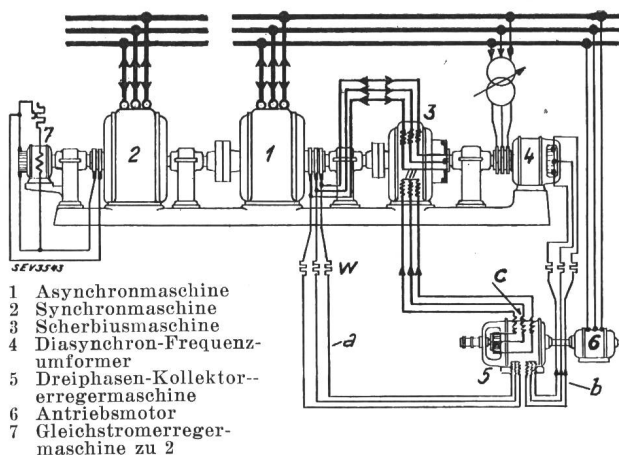 3
7
2
1
4
SEV3543
W
c
a
6
5
b
1 Asynchronmaschine
2 Synchronmaschine
3 Scherbiusmaschine
4 Diasynchron-Frequenz-
umformer
5 Dreiphasen-Kollektor--
erregermaschine
6 Antriebsmotor
7 Gleichstromerreger-
maschine zu 2